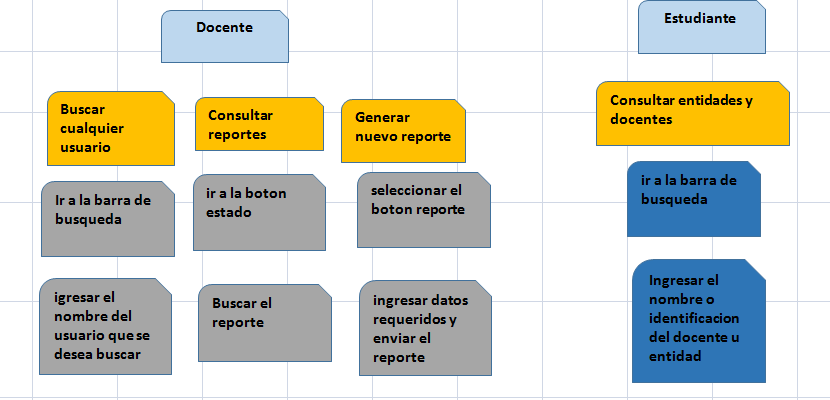 Docente
Estudiante
Buscar
cualquier
usuario
Consultar
reportes
Generar
nuevo reporte
Consultar entidades y
docentes
Ir a la barra de
busqueda
ir a la boton
estado
seleccionar el
boton reporte
ir a la barra de
busqueda
igresar el
nombre del
usuario que se
desea buscar
Buscar el
reporte
ingresar datos
requeridos y
enviar el
reporte
Ingresar el
nombre o
identificacion
del docente u
entidad